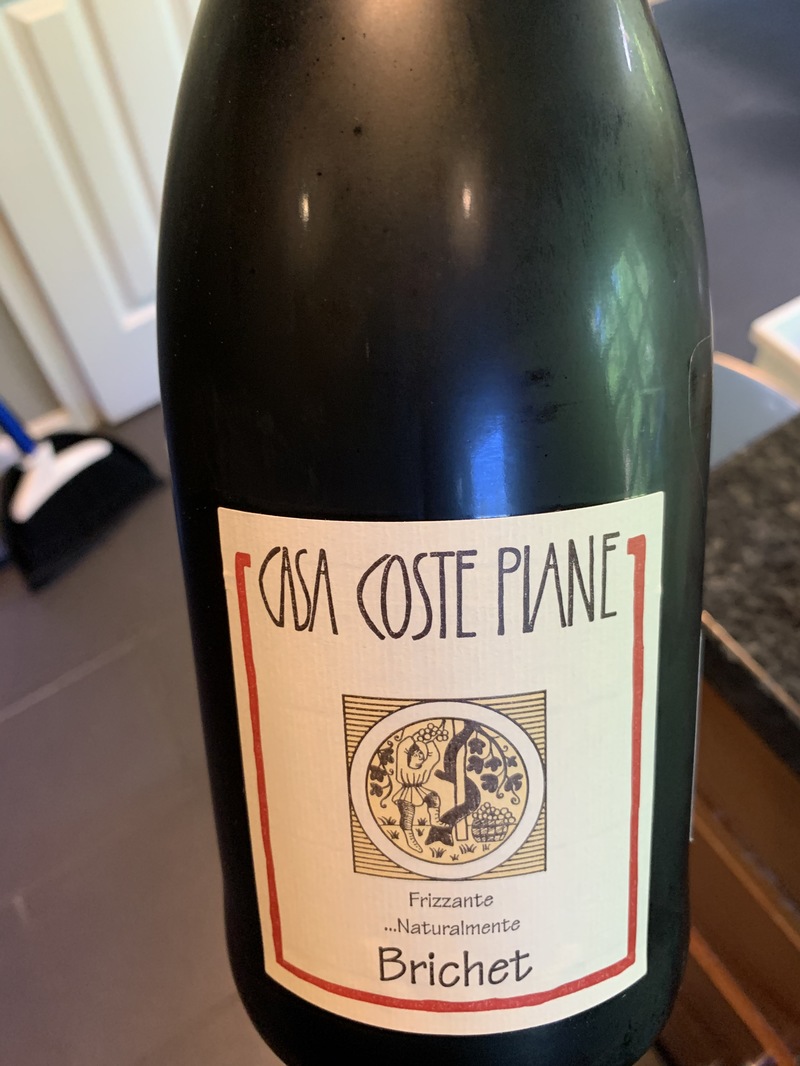 CASA COSTE PIANE
Frizzante
...Naturalmente
Brichet